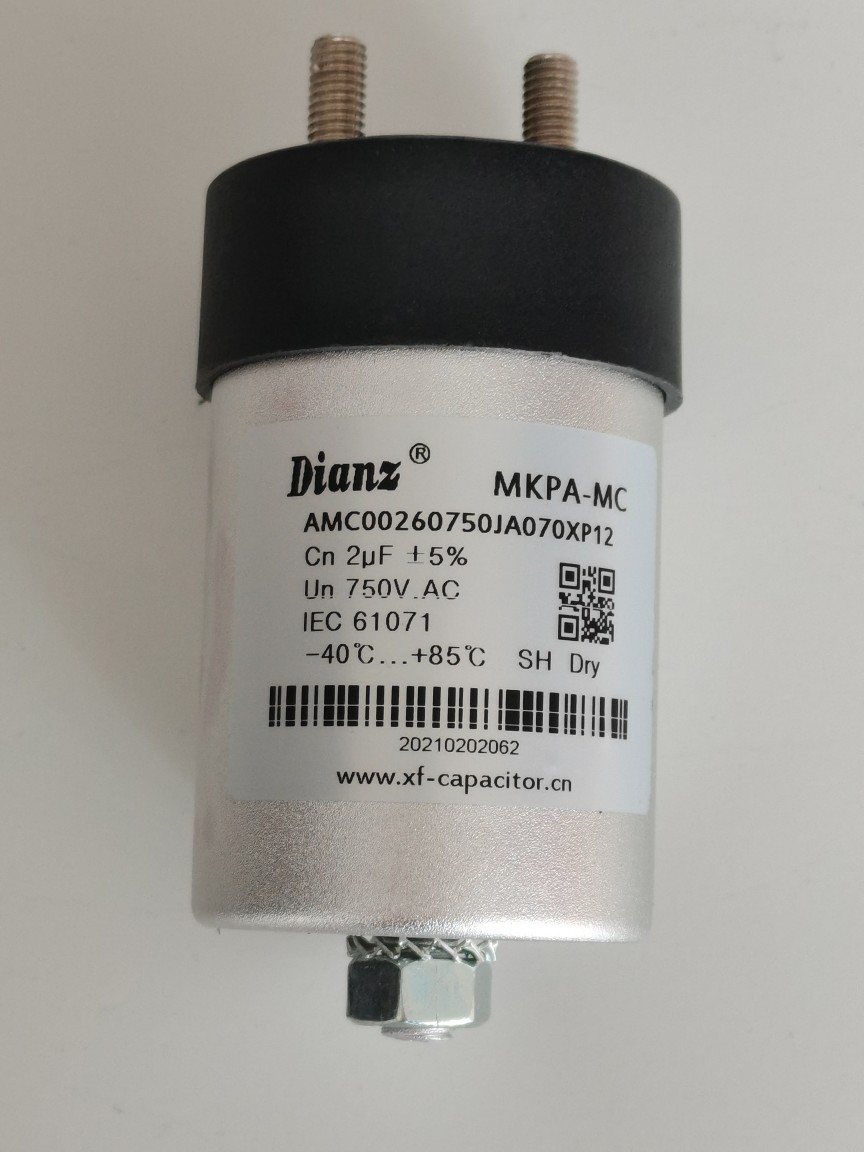 Dianz ®
MKPA-MC
AMC00260750JA070XP12
Cn 2μF ±5%
Un 750V.AC
IEC 61071
-40℃...+85℃ SH Dry
20210202062
www.xf-capacitor.cn